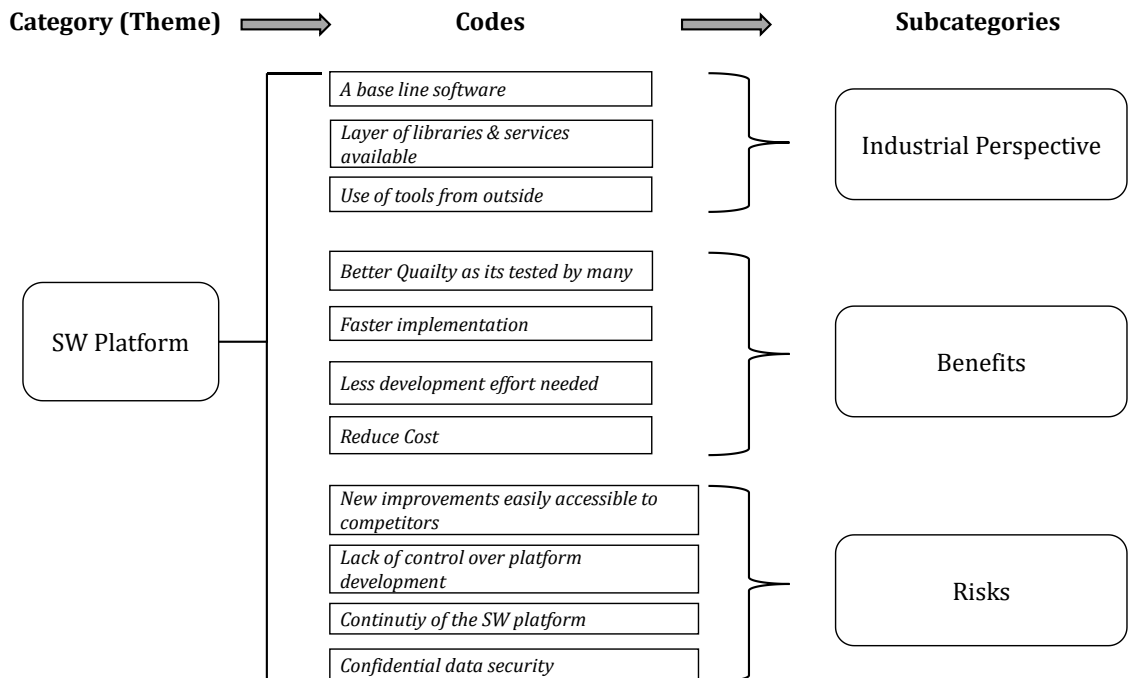 Category (Theme)
Codes
Subcategories
A base line software
Layer of libraries & services
available
Use of tools from outside
Industrial Perspective
Better Quailty as its tested by many
Faster implementation
Less development effort needed
Reduce Cost
SW Platform
Benefits
New improvements easily accessible to
competitors
Lack of control over platform
development
Continutiy of the SW platform
Confidential data security
Risks